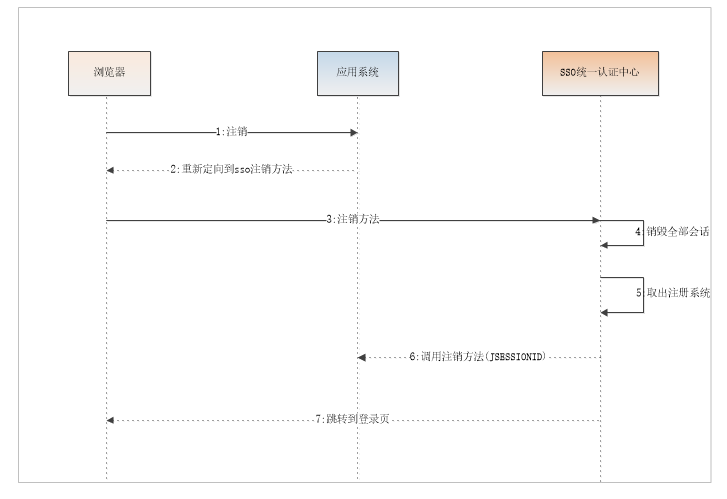 浏览器
应用系统
SSO统一认证中心
1:注销
2:重新定向到sso注销方法
3:注销方法
4:销毁全部会话
5:取出注册系统
6:调用注销方法(JSESSIONID)
7:跳转到登录页